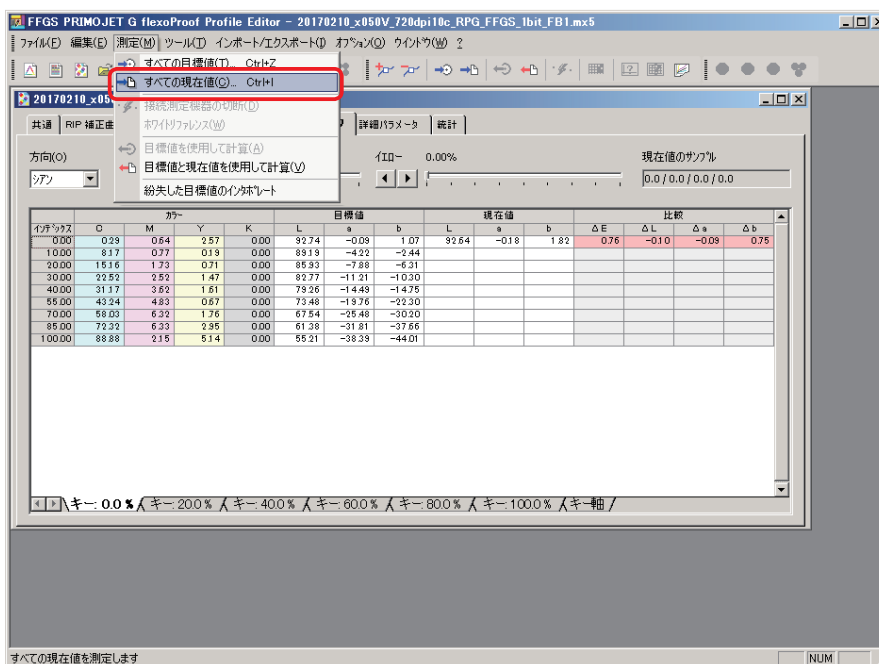 FFGS PRIMOJET G flexoProof Profile Editor - 20170210_x050V_720dpi10c_RPG_FFGS_1bit_FB1.mx5
ファイル(F) 編集(E) 測定(M) ツール(T) インポート/エクスポート(I) オプション(O) ウインドウ(W) ?
すべての目標値(T)... Ctrl+Z
すべての現在値(C)... Ctrl+I
接続測定機器の切断(D)
ホワイトリファレンス(W)
目標値を使用して計算(A)
目標値と現在値を使用して計算(V)
紛失した目標値のインタポレート
20170210_x05
共通 RIP 補正曲 詳細パラメータ 統計
方向(O) イエロー 0.00% 現在値のサンプル
シアン 0.0 / 0.0 / 0.0 / 0.0
カラー 目標値 現在値 比較
インデックス C M Y K L a b L a b ΔE ΔL Δa Δb
0.00 0.29 0.64 2.57 0.00 92.74 -0.09 1.07 92.64 -0.18 1.82 0.76 -0.10 -0.09 0.75
10.00 8.17 0.77 0.19 0.00 89.19 -4.22 -2.44
20.00 15.16 1.73 0.71 0.00 85.93 -7.88 -6.31
30.00 22.52 2.52 1.47 0.00 82.77 -11.21 -10.30
40.00 31.17 3.62 1.61 0.00 79.26 -14.49 -14.75
55.00 43.24 4.83 0.67 0.00 73.48 -19.76 -22.30
70.00 58.03 6.32 1.76 0.00 67.54 -25.48 -30.20
85.00 72.32 6.33 2.95 0.00 61.38 -31.81 -37.66
100.00 88.88 2.15 5.14 0.00 55.21 -38.39 -44.01
キー: 0.0 % キー: 20.0 % キー: 40.0 % キー: 60.0 % キー: 80.0 % キー: 100.0 % キー軸
すべての現在値を測定します NUM